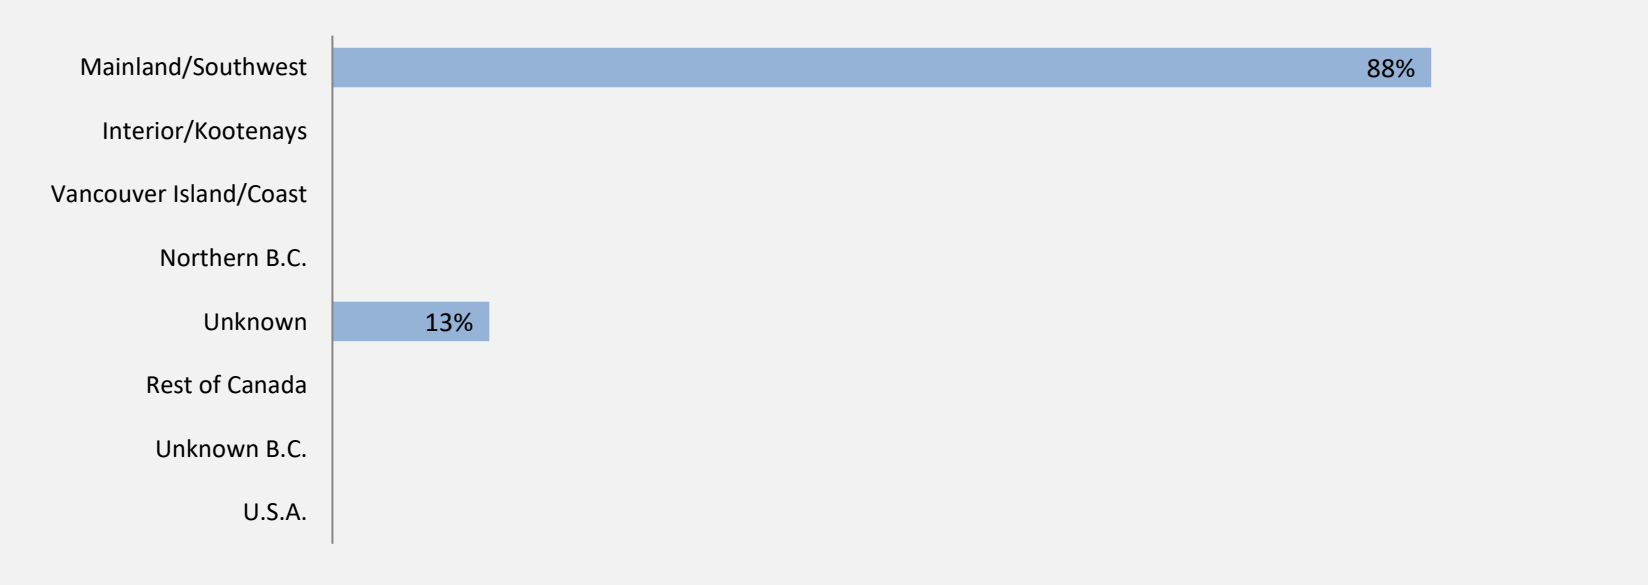 Mainland/Southwest 88%
Interior/Kootenays
Vancouver Island/Coast
Northern B.C.
Unknown 13%
Rest of Canada
Unknown B.C.
U.S.A.